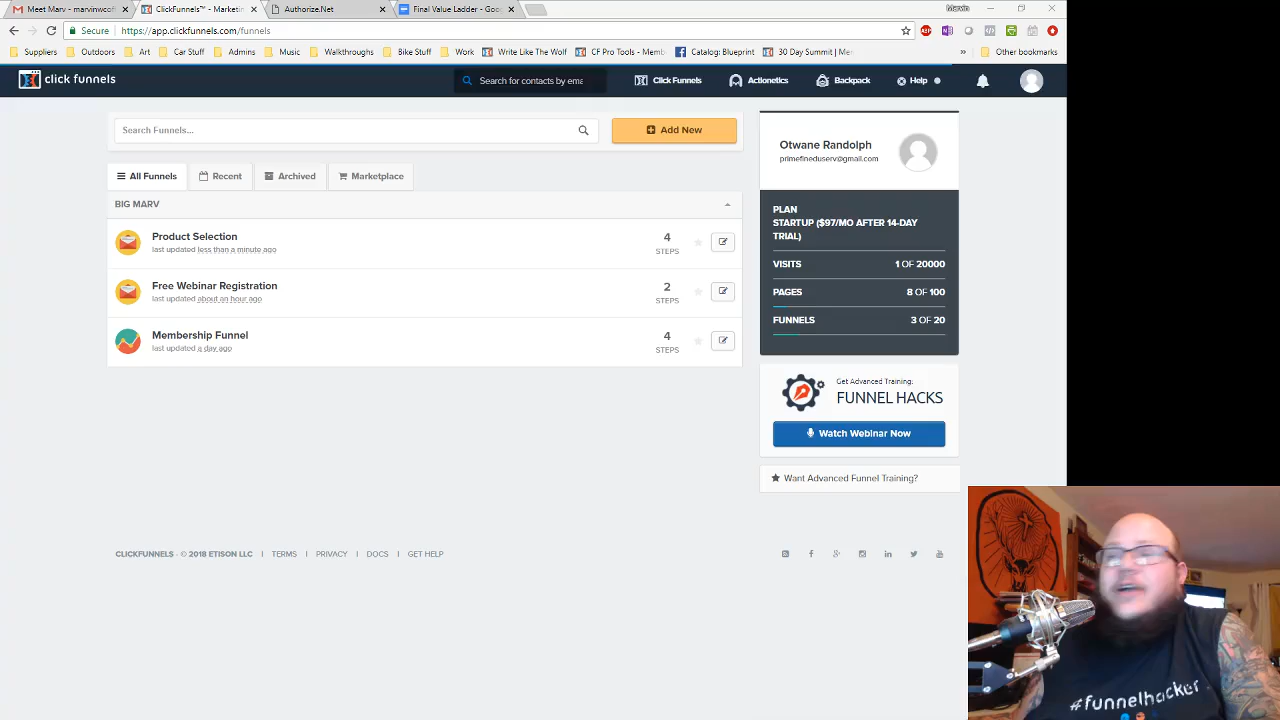 Meet Marv - marvinwcoff
ClickFunnels™ - Marketin
Authorize.Net
Final Value Ladder - Goo
Marvin
Secure
https://app.clickfunnels.com/funnels
ABP
Suppliers
Outdoors
Art
Car Stuff
Admins
Music
Walkthroughs
Bike Stuff
Work
Write Like The Wolf
CF Pro Tools - Memb
Catalog: Blueprint
30 Day Summit | Me
»
Other bookmarks
click funnels
Search for contacts by ema
Click Funnels
Actionetics
Backpack
Help
Search Funnels...
Add New
All Funnels
Recent
Archived
Marketplace
BIG MARV
Product Selection
last updated less than a minute ago
4
STEPS
Free Webinar Registration
last updated about an hour ago
2
STEPS
Membership Funnel
last updated a day ago
4
STEPS
Otwane Randolph
primefineduserv@gmail.com
PLAN
STARTUP ($97/MO AFTER 14-DAY
TRIAL)
VISITS
1 OF 20000
PAGES
8 OF 100
FUNNELS
3 OF 20
Get Advanced Training:
FUNNEL HACKS
Watch Webinar Now
Want Advanced Funnel Training?
CLICKFUNNELS - © 2018 ETISON LLC | TERMS | PRIVACY | DOCS | GET HELP
#funnelhacker